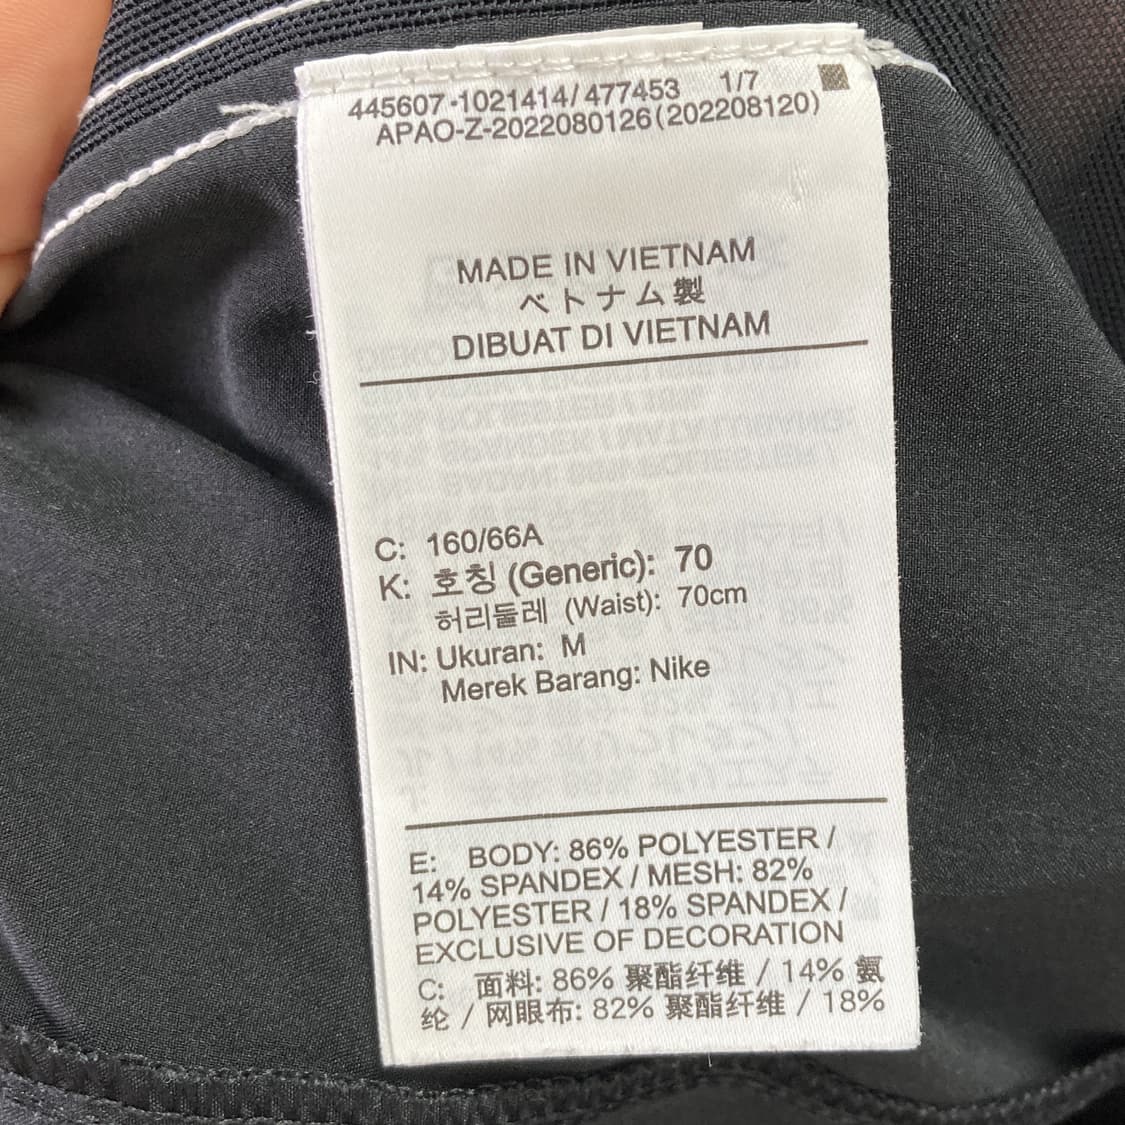 445607-1021414/477453 1/7
APAO-Z-2022080126(202208120)
MADE IN VIETNAM
ベトナム製
DIBUAT DI VIETNAM
C: 160/66A
K: 호칭 (Generic): 70
허리둘레 (Waist): 70cm
IN: Ukuran: M
Merek Barang: Nike
E: BODY: 86% POLYESTER /
14% SPANDEX / MESH: 82%
POLYESTER / 18% SPANDEX /
EXCLUSIVE OF DECORATION
C: 面料: 86% 聚酯纤维 / 14% 氨
纶 / 网眼布: 82% 聚酯纤维 / 18%